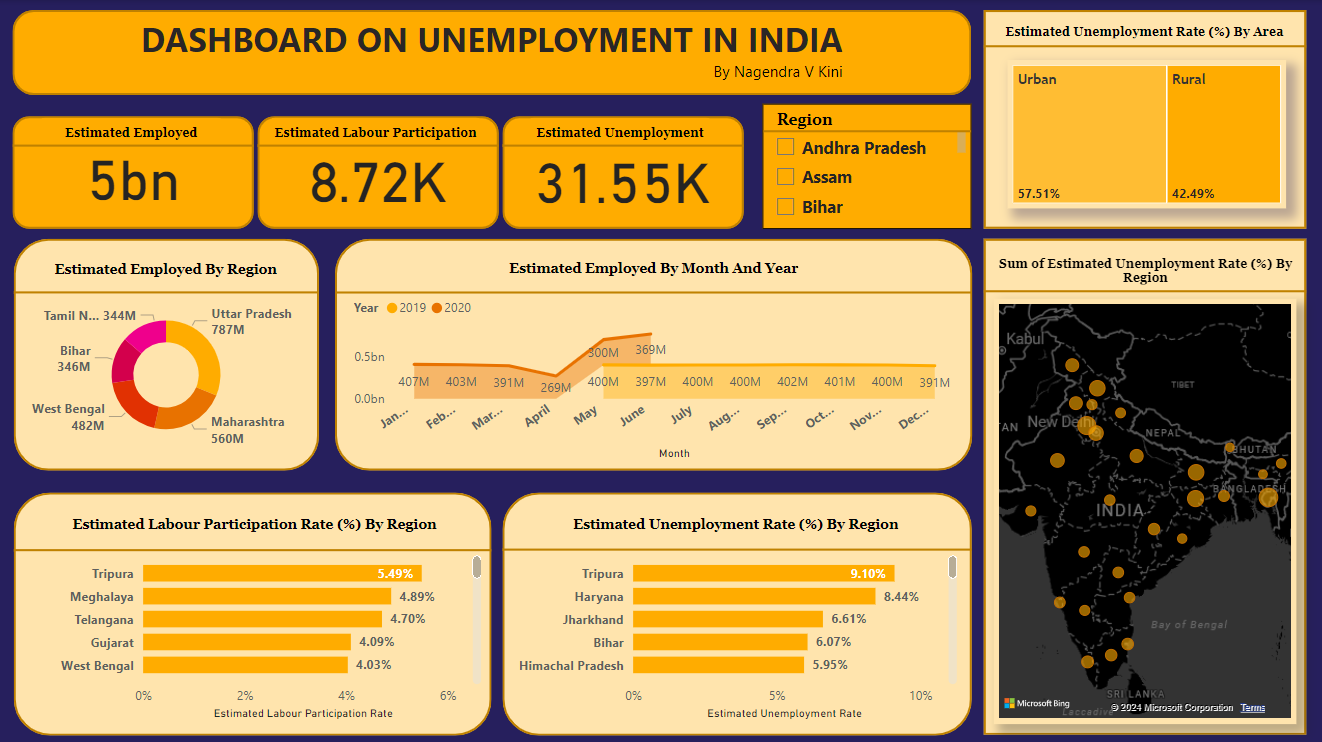 DASHBOARD ON UNEMPLOYMENT IN INDIA
By Nagendra V Kini
Estimated Employed
5bn
Estimated Labour Participation
8.72K
Estimated Unemployment
31.55K
Region
Andhra Pradesh
Assam
Bihar
Estimated Unemployment Rate (%) By Area
Urban
57.51%
Rural
42.49%
Estimated Employed By Region
Tamil N... 344M
Uttar Pradesh
787M
Bihar
346M
West Bengal
482M
Maharashtra
560M
Estimated Employed By Month And Year
Year 2019 2020
0.5bn
0.0bn
407M 403M 391M 269M 300M 369M
400M 397M 400M 400M 402M 401M 400M 391M
Jan... Feb... Mar... April May June July Aug... Sep... Oct... Nov... Dec...
Month
Sum of Estimated Unemployment Rate (%) By
Region
Kabul
TIBET
AN
New Delhi
NEPAL
BHUTAN
BANGLADESH
INDIA
Bay of Bengal
SRI LANKA
Laccadive
Microsoft Bing
© 2024 Microsoft Corporation Terms
Estimated Labour Participation Rate (%) By Region
Tripura 5.49%
Meghalaya 4.89%
Telangana 4.70%
Gujarat 4.09%
West Bengal 4.03%
0% 2% 4% 6%
Estimated Labour Participation Rate
Estimated Unemployment Rate (%) By Region
Tripura 9.10%
Haryana 8.44%
Jharkhand 6.61%
Bihar 6.07%
Himachal Pradesh 5.95%
0% 5% 10%
Estimated Unemployment Rate